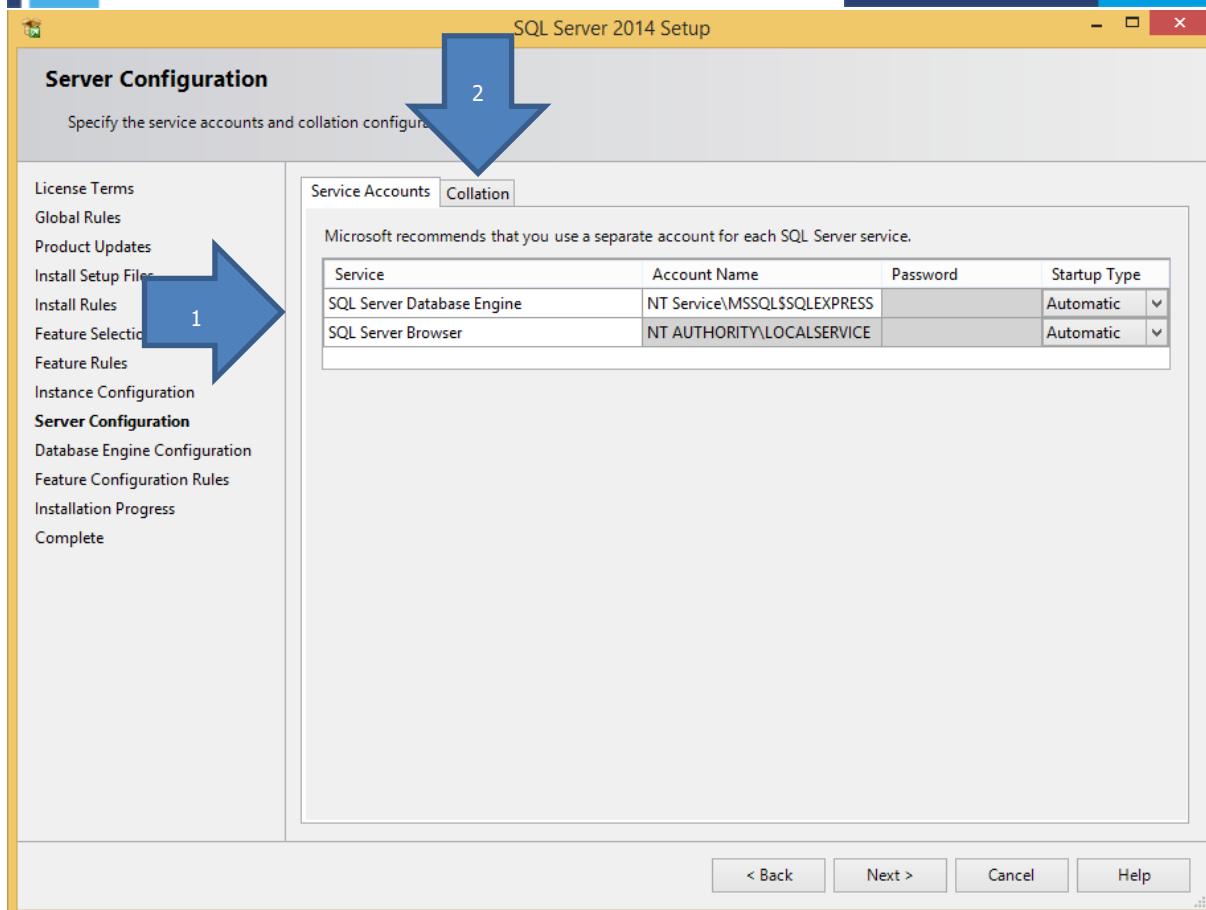 SQL Server 2014 Setup
Server Configuration
2
Specify the service accounts and collation
License Terms
Global Rules
Product Updates
Install Setup Files
Install Rules
1
Feature Selection
Feature Rules
Instance Configuration
Server Configuration
Database Engine Configuration
Feature Configuration Rules
Installation Progress
Complete
Service Accounts Collation
Microsoft recommends that you use a separate account for each SQL Server service.
Service Account Name Password Startup Type
SQL Server Database Engine NT Service\MSSQL$SQLEXPRESS Automatic
SQL Server Browser NT AUTHORITY\LOCALSERVICE Automatic
< Back Next > Cancel Help